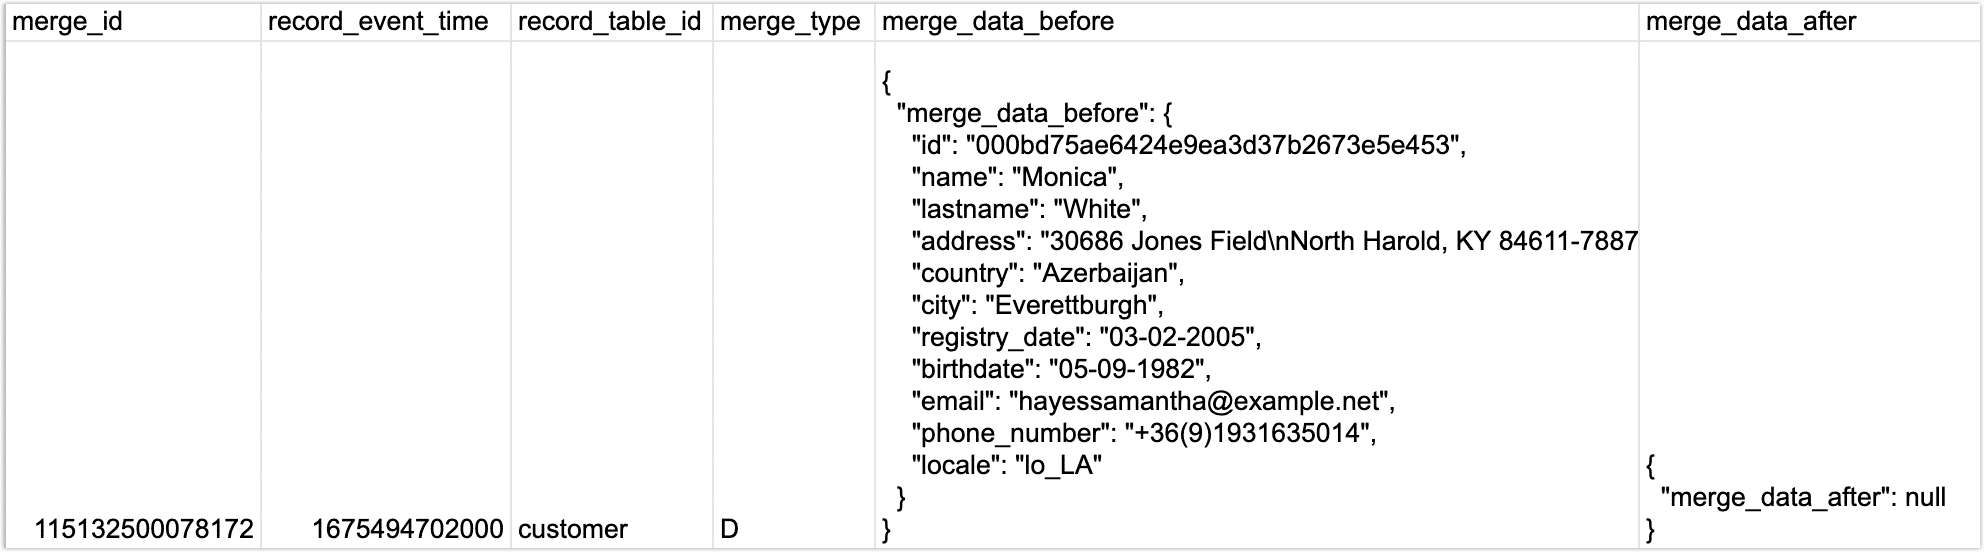 merge_id record_event_time record_table_id merge_type merge_data_before merge_data_after
{
"merge_data_before": {
"id": "000bd75ae6424e9ea3d37b2673e5e453",
"name": "Monica",
"lastname": "White",
"address": "30686 Jones Field\nNorth Harold, KY 84611-7887
"country": "Azerbaijan",
"city": "Everettburgh",
"registry_date": "03-02-2005",
"birthdate": "05-09-1982",
"email": "hayessamantha@example.net",
"phone_number": "+36(9)1931635014",
"locale": "lo_LA"
}
{
"merge_data_after": null
115132500078172 1675494702000 customer D } }